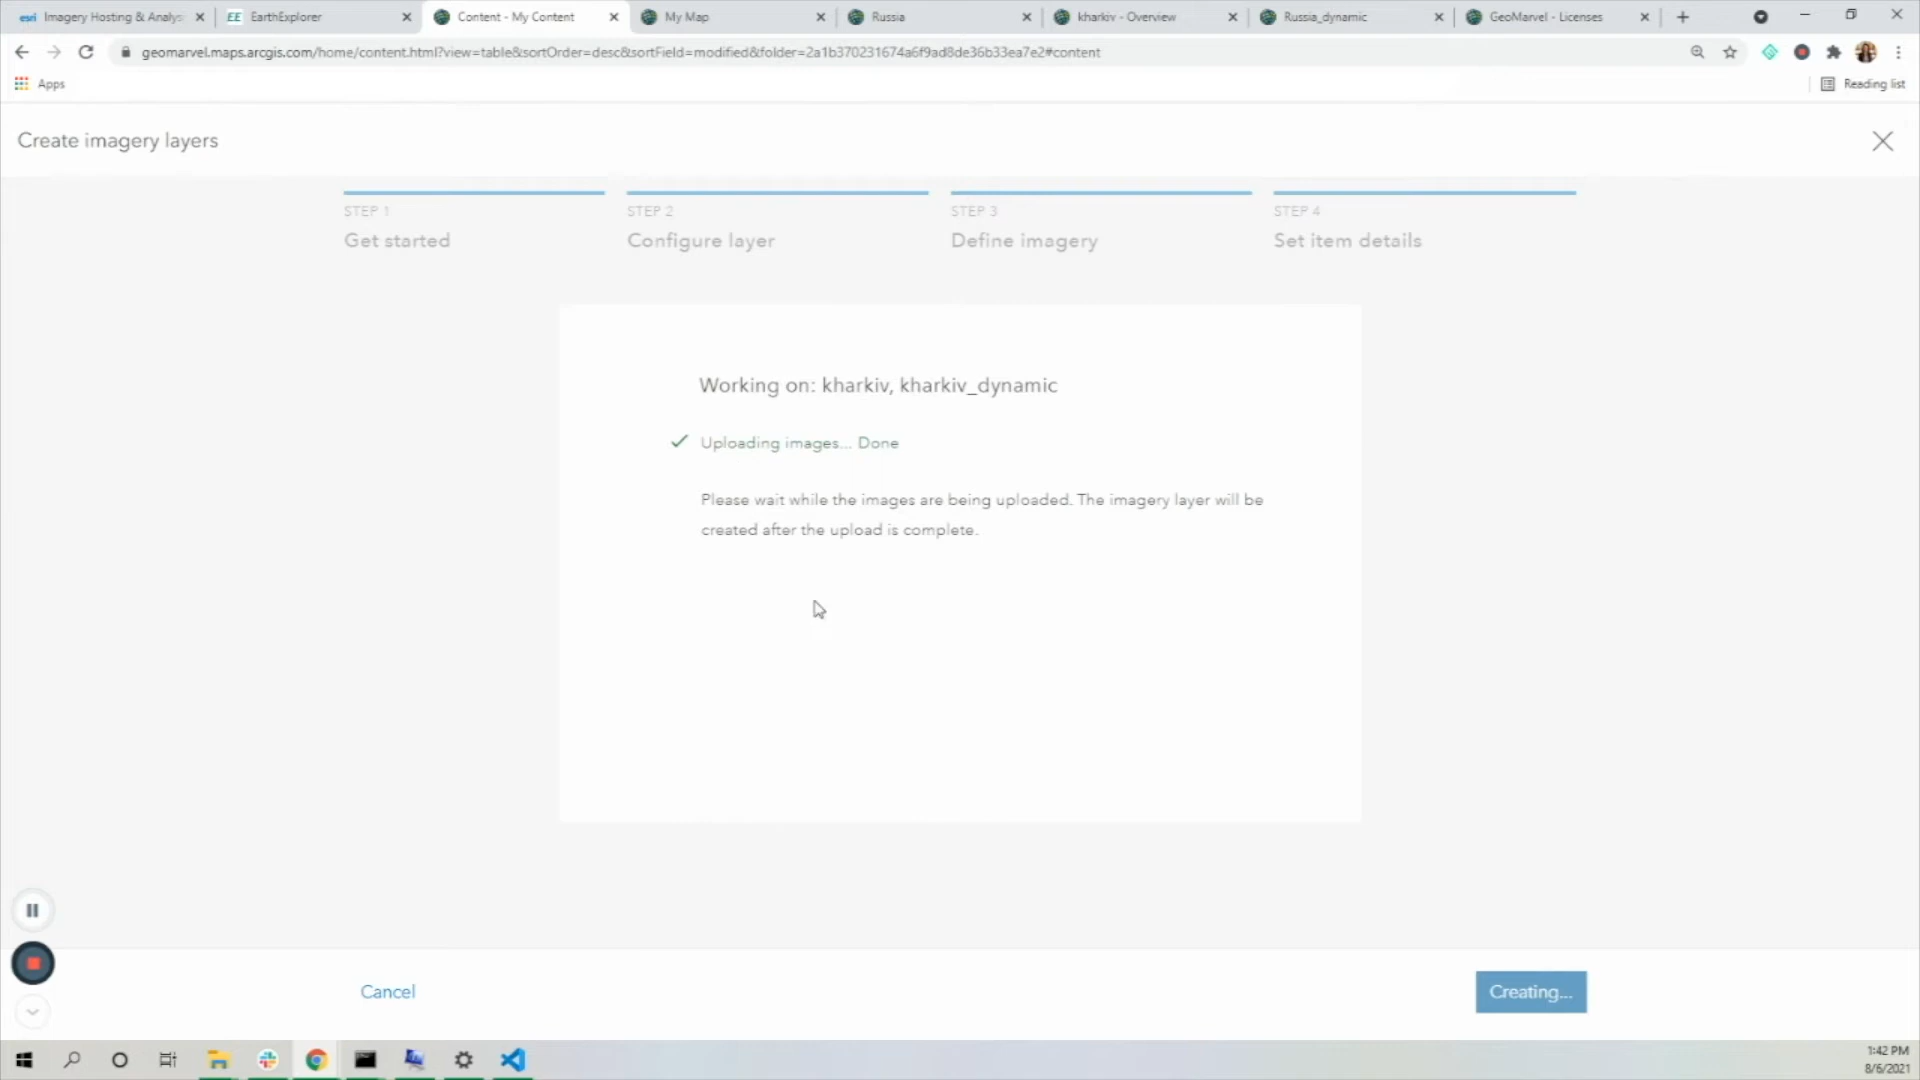 esri Imagery Hosting & Analys
EE EarthExplorer
Content - My Content
My Map
Russia
kharkiv - Overview
Russia_dynamic
GeoMarvel - Licenses
geomarvel.maps.arcgis.com/home/content.html?view=table&sortOrder=desc&sortField=modified&folder=2a1b370231674a6f9ad8de36b33ea7e2#content
Apps
Reading list
Create imagery layers
STEP 1
Get started
STEP 2
Configure layer
STEP 3
Define imagery
STEP 4
Set item details
Working on: kharkiv, kharkiv_dynamic
Uploading images... Done
Please wait while the images are being uploaded. The imagery layer will be
created after the upload is complete.
Cancel
Creating...
1:42 PM
8/6/2021